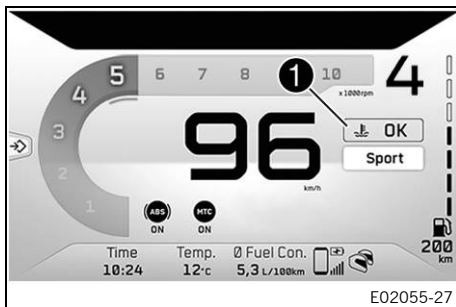 1
1 2 3 4 5 6 7 8 10
x1000rpm
4
96
km/h
OK
Sport
(ABS) MTC
ON ON
Time Temp. Ø Fuel Con.
10:24 12°C 5,3 L/100km
200
km
E02055-27